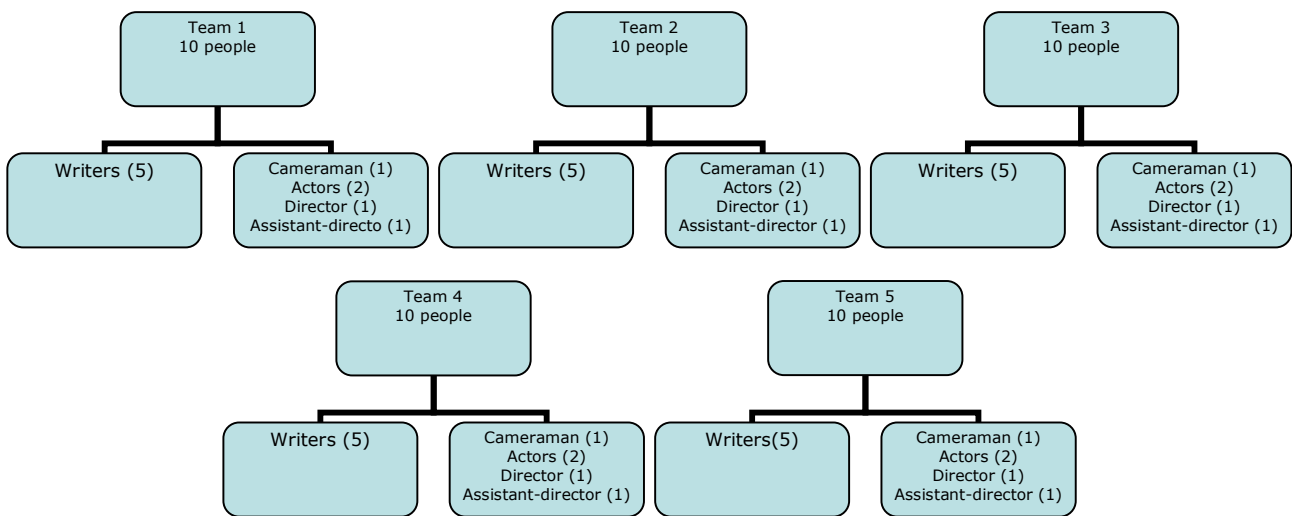 Team 1
10 people
Team 2
10 people
Team 3
10 people
Writers (5)
Cameraman (1)
Actors (2)
Director (1)
Assistant-directo (1)
Writers (5)
Cameraman (1)
Actors (2)
Director (1)
Assistant-director (1)
Writers (5)
Cameraman (1)
Actors (2)
Director (1)
Assistant-director (1)
Team 4
10 people
Team 5
10 people
Writers (5)
Cameraman (1)
Actors (2)
Director (1)
Assistant-director (1)
Writers(5)
Cameraman (1)
Actors (2)
Director (1)
Assistant-director (1)